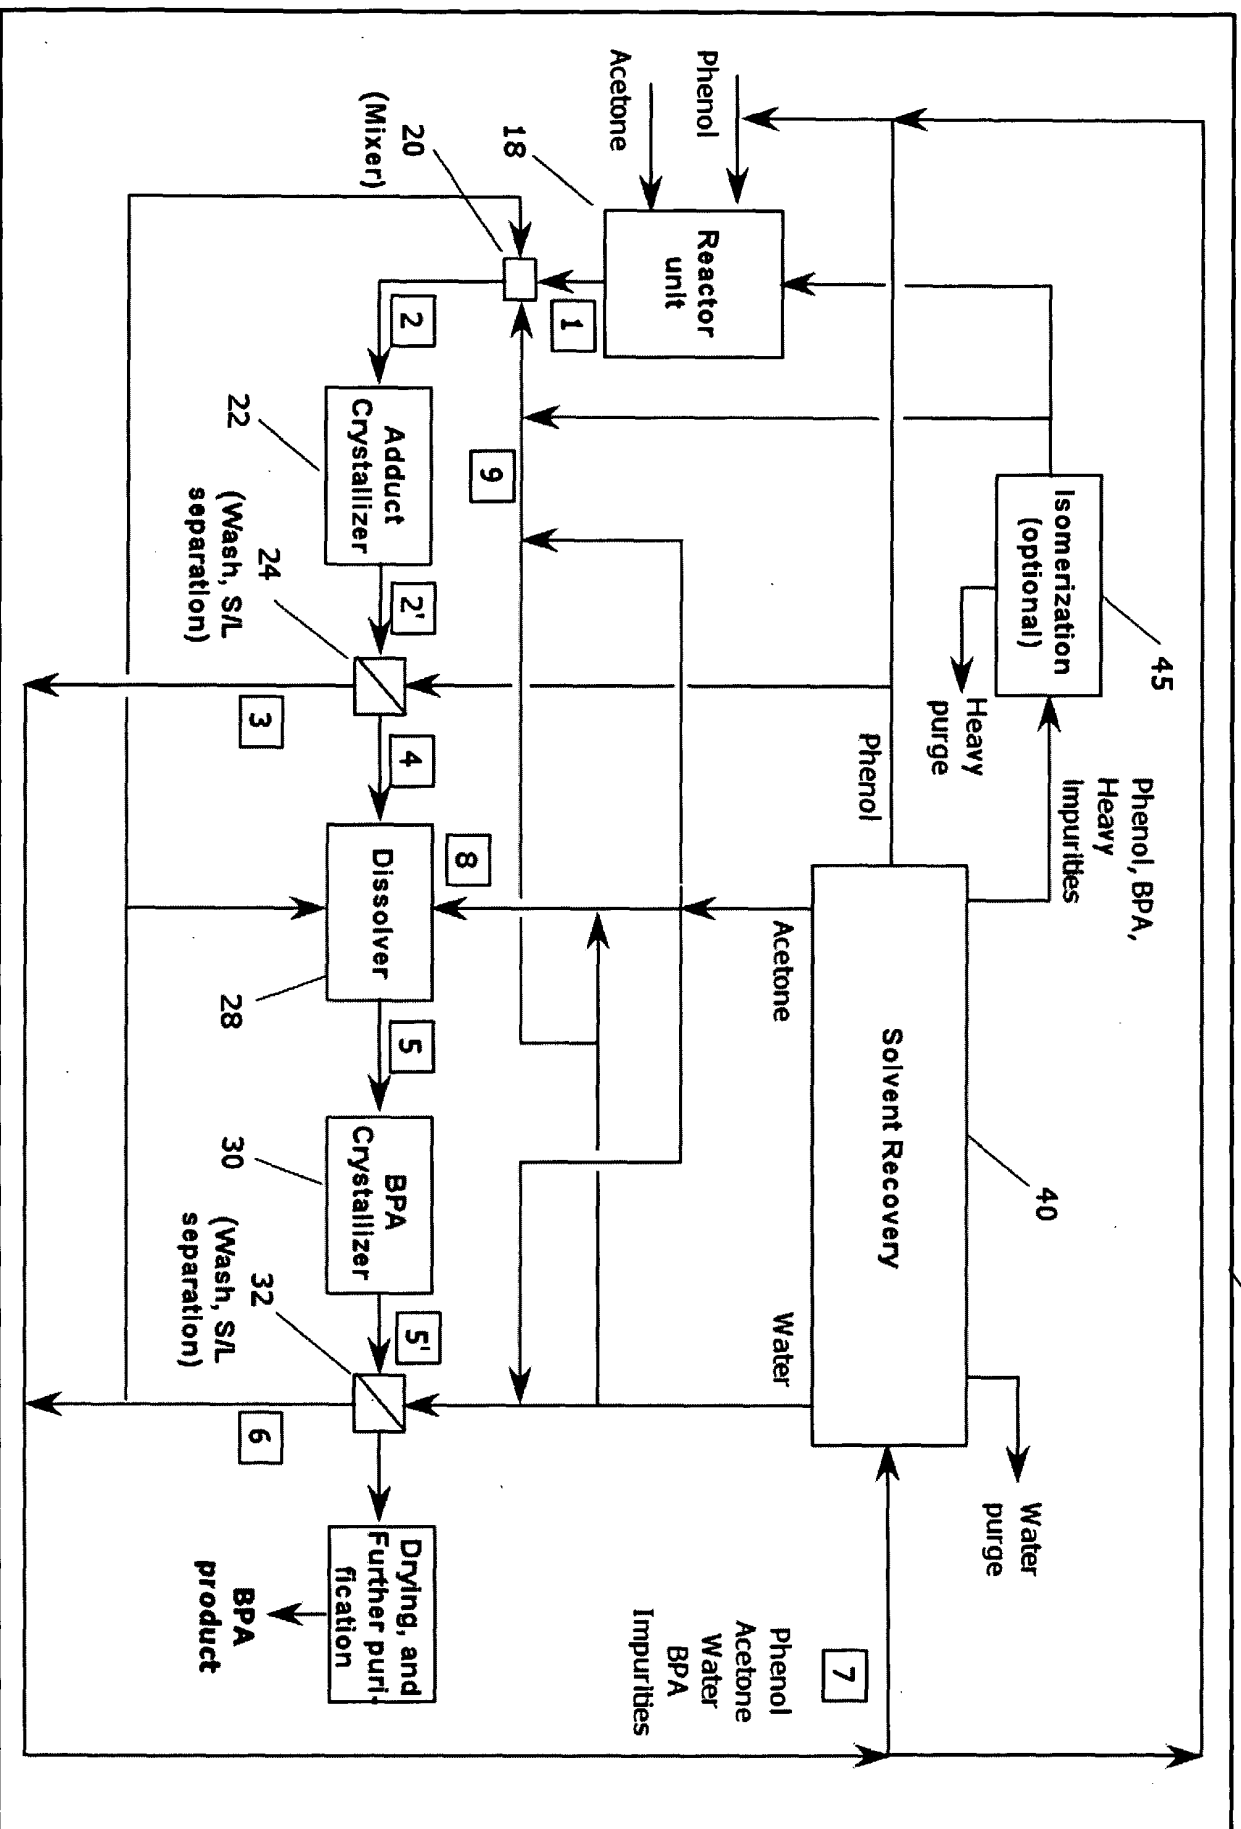 Phenol, BPA,
Heavy
Impurities
45
Isomerization
(optional)
Heavy
purge
40
Water
purge
Phenol
Solvent Recovery
7
Phenol
Acetone
Water
BPA
Impurities
Acetone
Water
Phenol
Acetone
Reactor
unit
18
1
9
8
20
(Mixer)
2
Adduct
Crystallizer
22
2'
24
(Wash, S/L
separation)
3
4
Dissolver
28
5
BPA
Crystallizer
30
5'
32
(Wash, S/L
separation)
6
Drying, and
Further puri-
fication
BPA
product